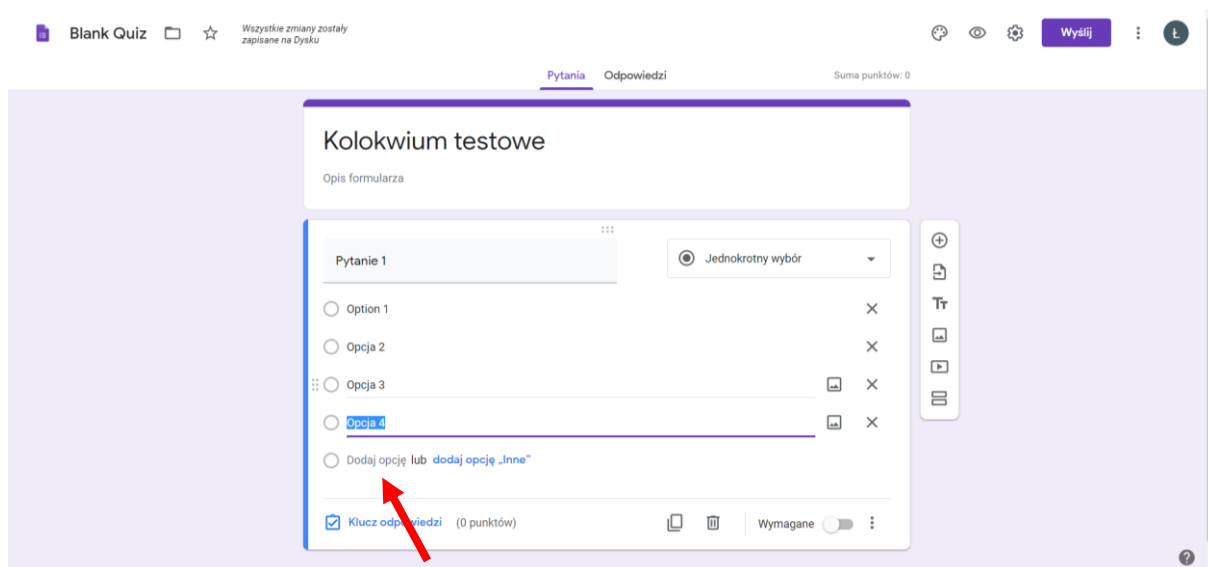 Blank Quiz
Wszystkie zmiany zostały
zapisane na Dysku
Wyślij
Ł
Pytania Odpowiedzi
Suma punktów: 0
Kolokwium testowe
Opis formularza
Pytanie 1
Jednokrotny wybór
Option 1
Opcja 2
Opcja 3
Opcja 4
Dodaj opcję lub dodaj opcję „Inne”
Klucz odpowiedzi (0 punktów)
Wymagane